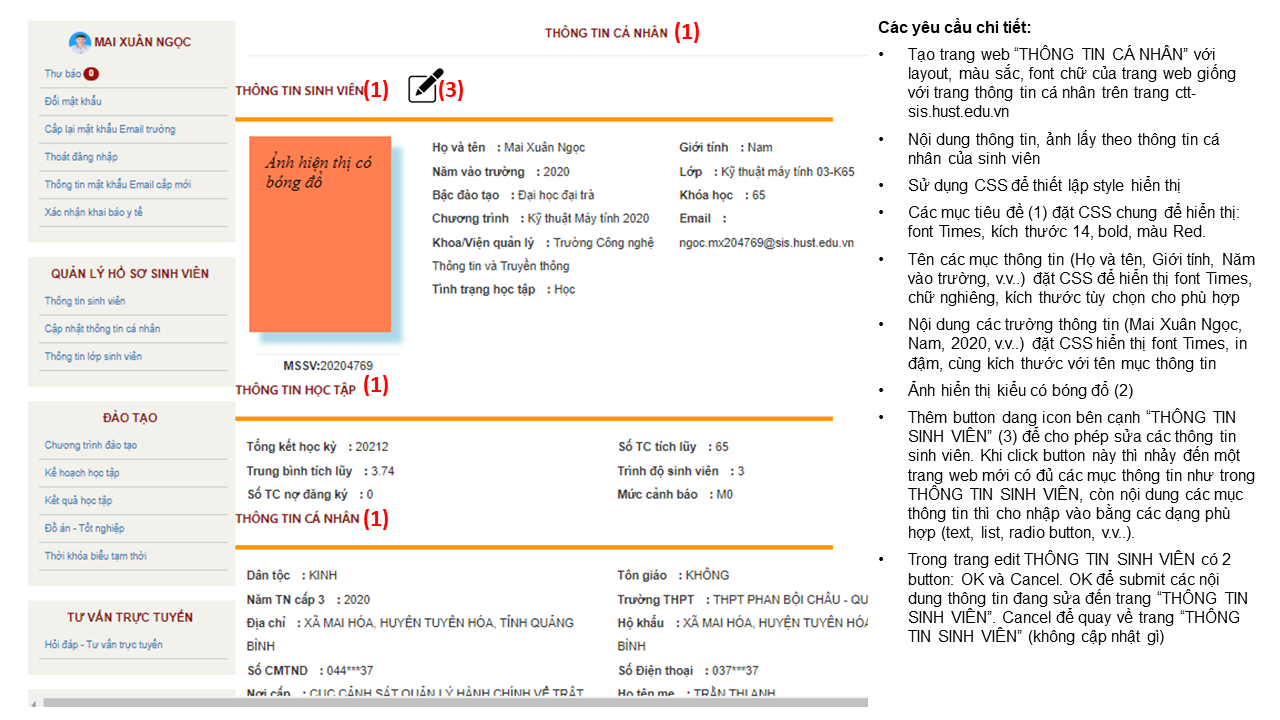 MAI XUÂN NGỌC
Thư báo 0
Đổi mật khẩu
Cấp lại mật khẩu Email trường
Thoát đăng nhập
Thông tin mật khẩu Email cấp mới
Xác nhận khai báo y tế
QUẢN LÝ HỒ SƠ SINH VIÊN
Thông tin sinh viên
Cập nhật thông tin cá nhân
Thông tin lớp sinh viên
ĐÀO TẠO
Chương trình đào tạo
Kế hoạch học tập
Kết quả học tập
Đồ án - Tốt nghiệp
Thời khóa biểu tạm thời
TƯ VẤN TRỰC TUYẾN
Hỏi đáp - Tư vấn trực tuyến
THÔNG TIN CÁ NHÂN (1)
THÔNG TIN SINH VIÊN (1) (3)
Ảnh hiện thị có
bóng đổ
MSSV:20204769
Họ và tên : Mai Xuân Ngọc
Năm vào trường : 2020
Bậc đào tạo : Đại học đại trà
Chương trình : Kỹ thuật Máy tính 2020
Khoa/Viện quản lý : Trường Công nghệ
Thông tin và Truyền thông
Tình trạng học tập : Học
Giới tính : Nam
Lớp : Kỹ thuật máy tính 03-K65
Khóa học : 65
Email :
ngoc.mx204769@sis.hust.edu.vn
THÔNG TIN HỌC TẬP (1)
Tổng kết học kỳ : 20212
Trung bình tích lũy : 3.74
Số TC nợ đăng ký : 0
Số TC tích lũy : 65
Trình độ sinh viên : 3
Mức cảnh báo : M0
THÔNG TIN CÁ NHÂN (1)
Dân tộc : KINH
Năm TN cấp 3 : 2020
Địa chỉ : XÃ MAI HÓA, HUYỆN TUYÊN HÓA, TỈNH QUẢNG
BÌNH
Số CMTND : 044***37
Nơi cấp : CỤC CẢNH SÁT QUẢN LÝ HÀNH CHÍNH VỀ TRẬT
Tôn giáo : KHÔNG
Trường THPT : THPT PHAN BỘI CHÂU - QU
Hộ khẩu : XÃ MAI HÓA, HUYỆN TUYÊN HÓA
BÌNH
Số Điện thoại : 037***37
Họ tên mẹ : TRẦN THỊ ANH
Các yêu cầu chi tiết:
• Tạo trang web “THÔNG TIN CÁ NHÂN” với
layout, màu sắc, font chữ của trang web giống
với trang thông tin cá nhân trên trang ctt-
sis.hust.edu.vn
• Nội dung thông tin, ảnh lấy theo thông tin cá
nhân của sinh viên
• Sử dụng CSS để thiết lập style hiển thị
• Các mục tiêu đề (1) đặt CSS chung để hiển thị:
font Times, kích thước 14, bold, màu Red.
• Tên các mục thông tin (Họ và tên, Giới tính, Năm
vào trường, v.v..) đặt CSS để hiển thị font Times,
chữ nghiêng, kích thước tùy chọn cho phù hợp
• Nội dung các trường thông tin (Mai Xuân Ngọc,
Nam, 2020, v.v..) đặt CSS hiển thị font Times, in
đậm, cùng kích thước với tên mục thông tin
• Ảnh hiển thị kiểu có bóng đổ (2)
• Thêm button dạng icon bên cạnh “THÔNG TIN
SINH VIÊN” (3) để cho phép sửa các thông tin
sinh viên. Khi click button này thì nhảy đến một
trang web mới có đủ các mục thông tin như trong
THÔNG TIN SINH VIÊN, còn nội dung các mục
thông tin thì cho nhập vào bằng các dạng phù
hợp (text, list, radio button, v.v..).
• Trong trang edit THÔNG TIN SINH VIÊN có 2
button: OK và Cancel. OK để submit các nội
dung thông tin đang sửa đến trang “THÔNG TIN
SINH VIÊN”. Cancel để quay về trang “THÔNG
TIN SINH VIÊN” (không cập nhật gì)